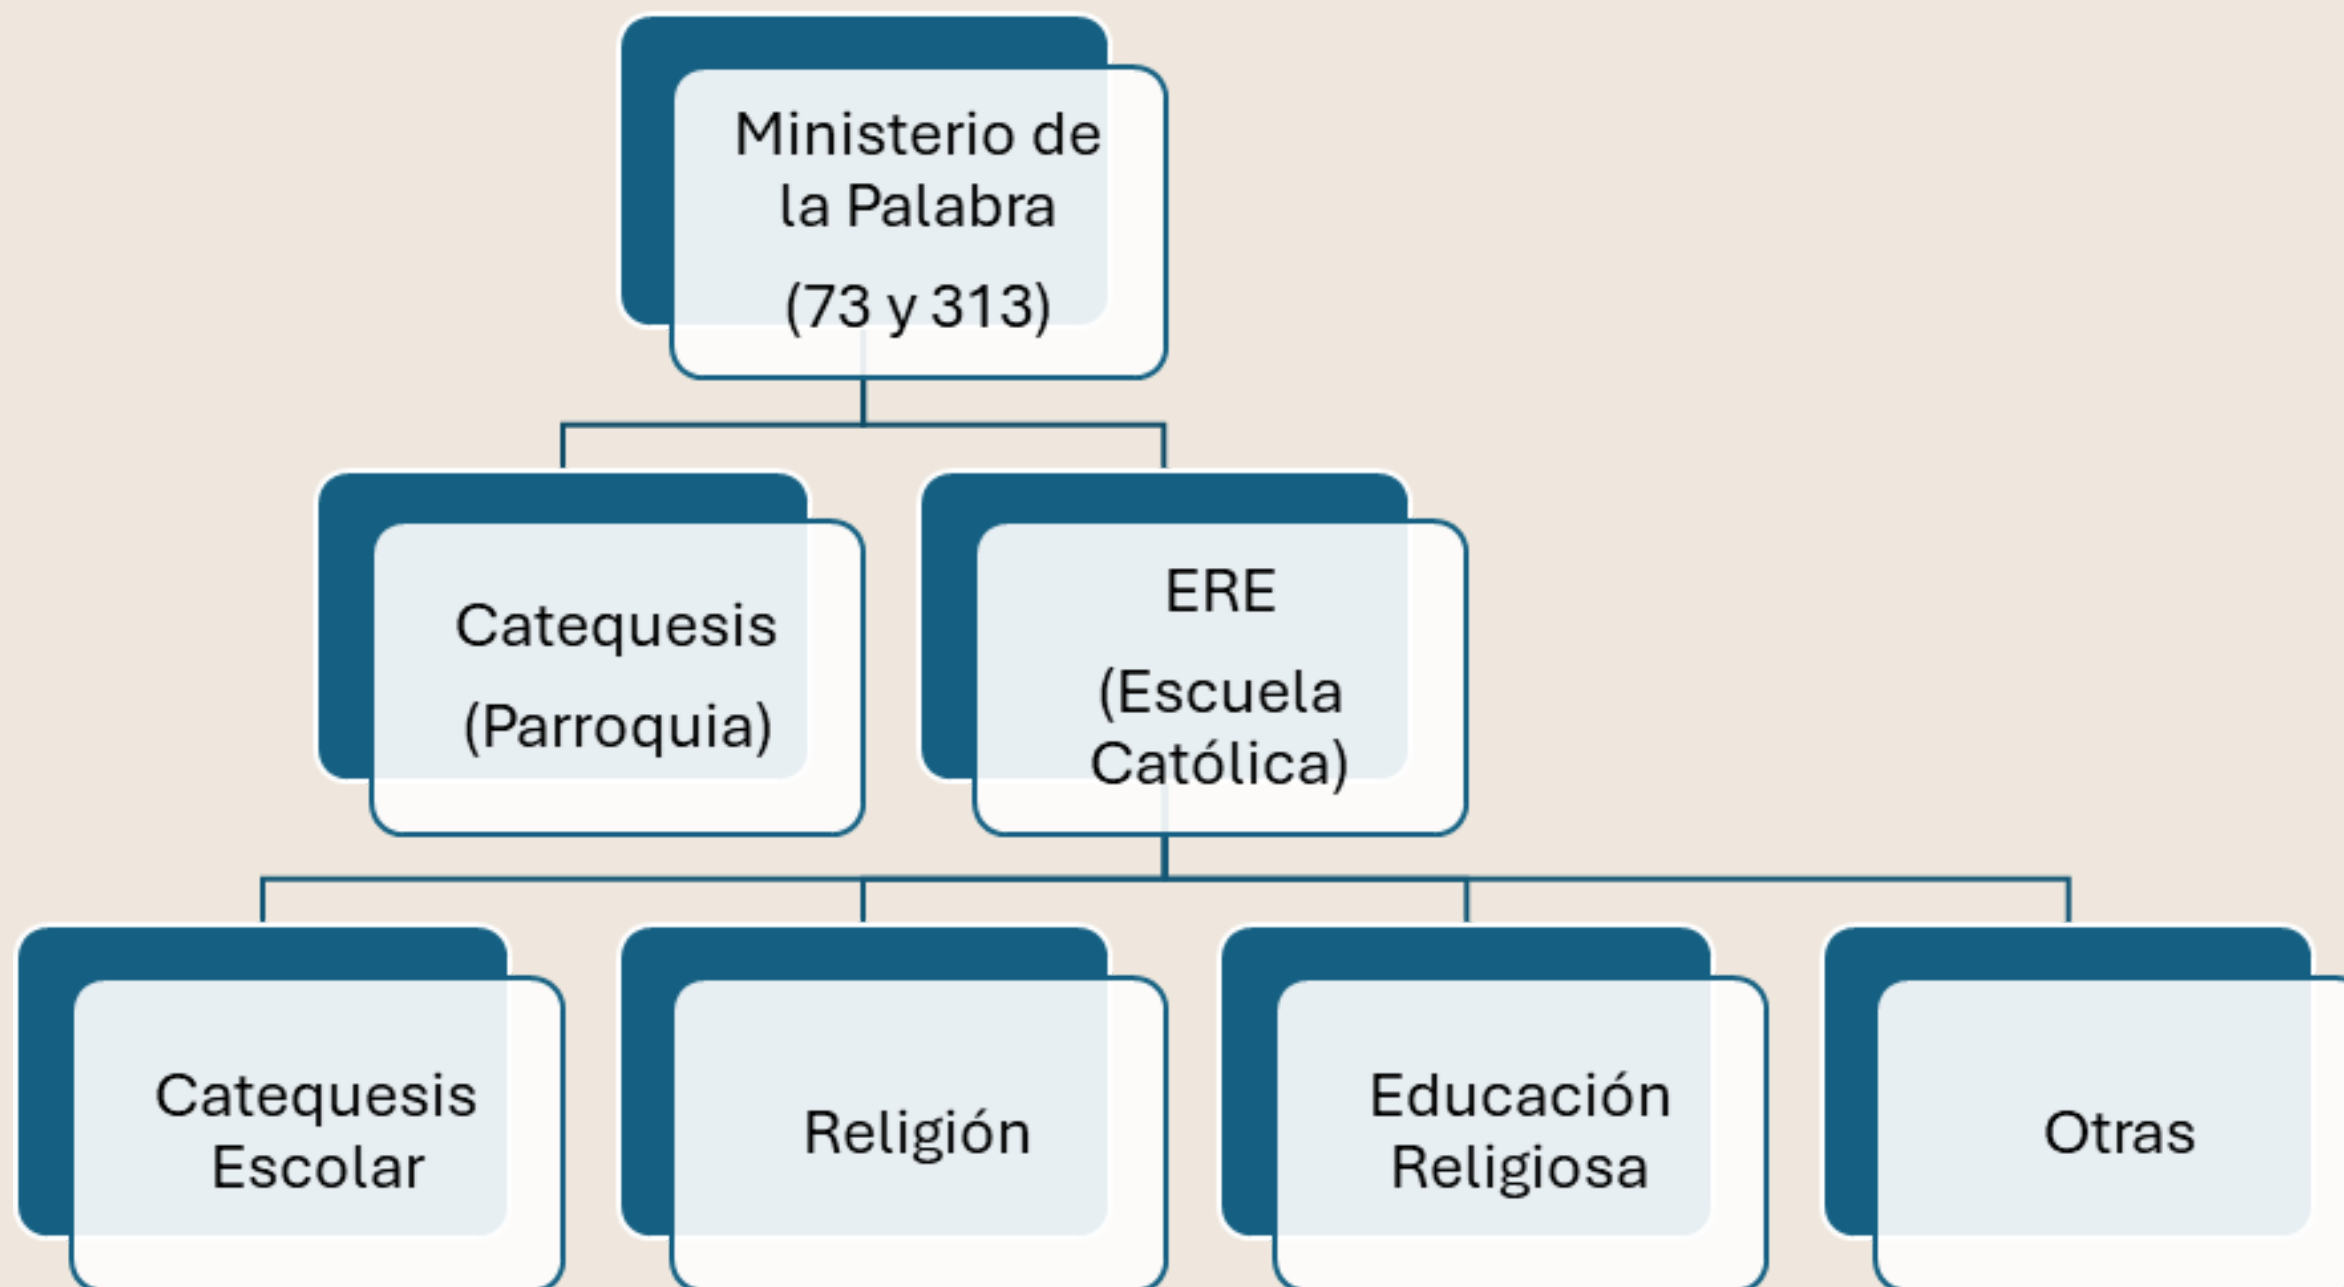 Ministerio de
la Palabra
(73 y 313)
Catequesis
(Parroquia)
ERE
(Escuela
Católica)
Catequesis
Escolar
Religión
Educación
Religiosa
Otras